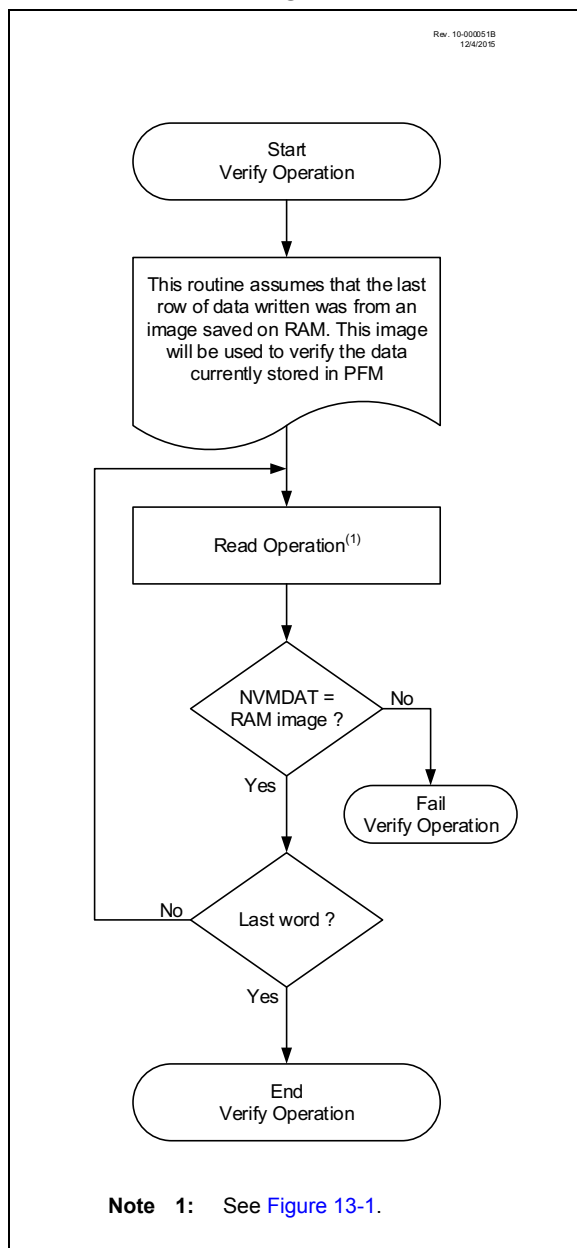 Rev. 10-000051B
12/4/2015
Start
Verify Operation
This routine assumes that the last
row of data written was from an
image saved on RAM. This image
will be used to verify the data
currently stored in PFM
Read Operation(1)
NVMDAT =
RAM image ?
No
Yes
Fail
Verify Operation
No
Last word ?
Yes
End
Verify Operation
Note 1: See Figure 13-1.